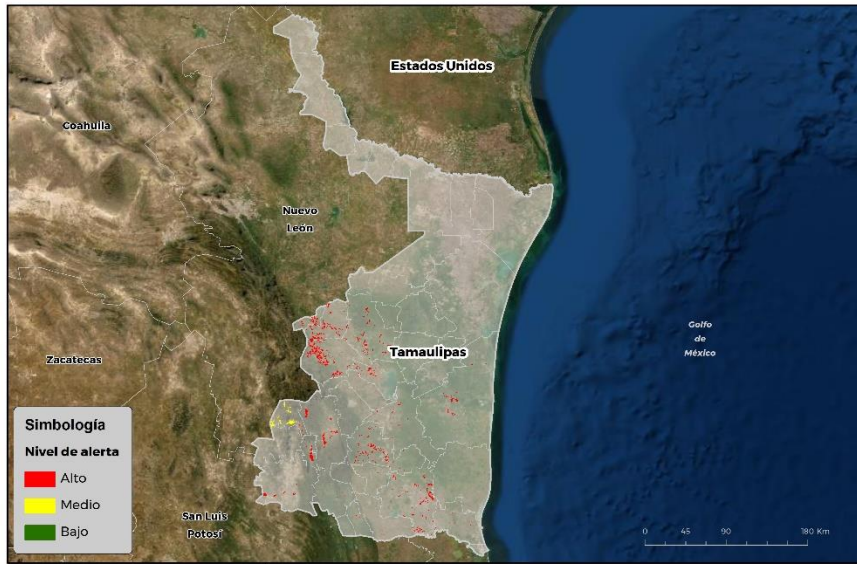 Estados Unidos
Coahuila
Nuevo
León
Golfo
de
México
Tamaulipas
Zacatecas
Simbología
Nivel de alerta
Alto
Medio
Bajo
San Luis
Potosí
0 45 90 180 Km